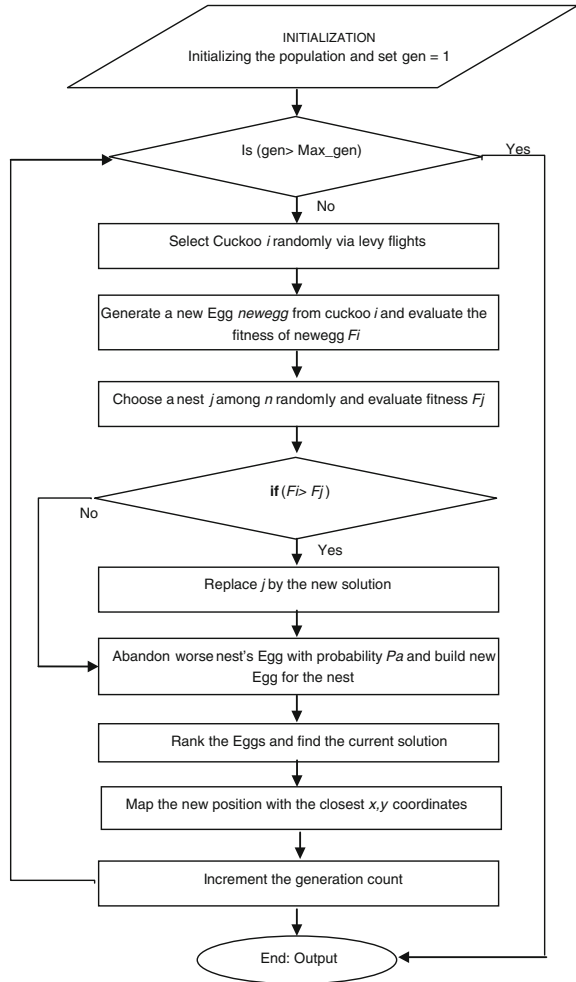 INITIALIZATION
Initializing the population and set gen = 1
Is (gen> Max_gen)
Yes
No
Select Cuckoo i randomly via levy flights
Generate a new Egg newegg from cuckoo i and evaluate the
fitness of newegg Fi
Choose a nest j among n randomly and evaluate fitness Fj
if (Fi> Fj)
No
Yes
Replace j by the new solution
Abandon worse nest's Egg with probability Pa and build new
Egg for the nest
Rank the Eggs and find the current solution
Map the new position with the closest x,y coordinates
Increment the generation count
End: Output